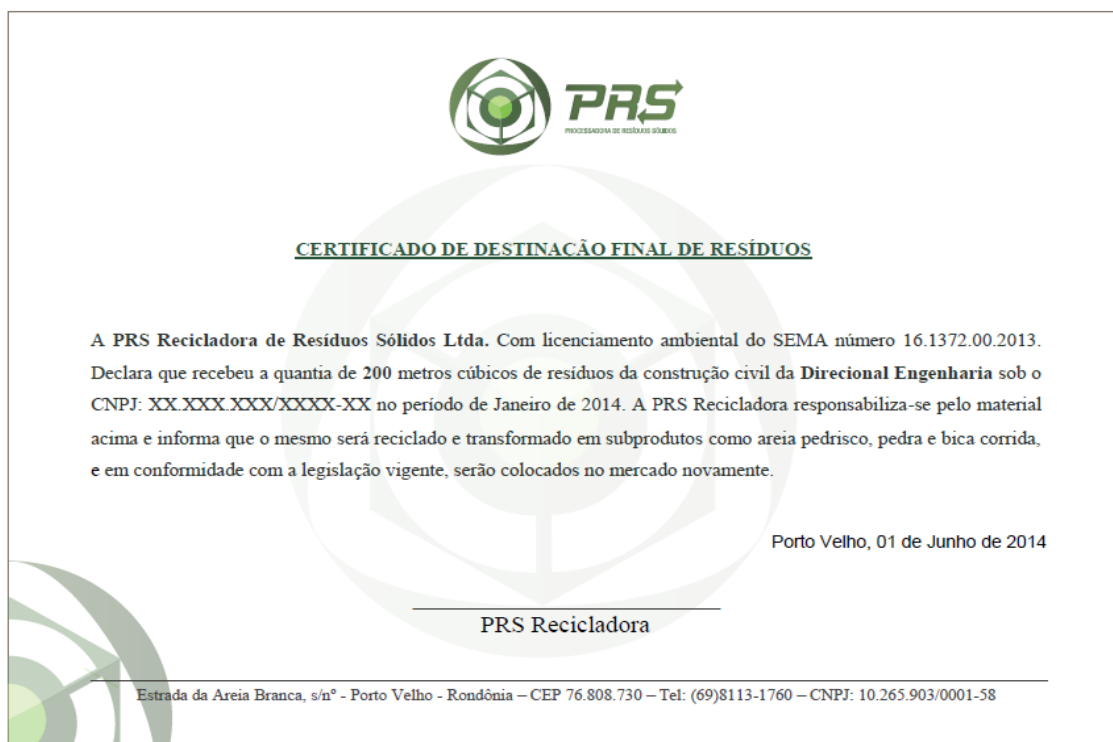 PRS
PROCESSADORA DE RESÍDUOS SÓLIDOS
CERTIFICADO DE DESTINAÇÃO FINAL DE RESÍDUOS
A PRS Recicladora de Resíduos Sólidos Ltda. Com licenciamento ambiental do SEMA número 16.1372.00.2013.
Declara que recebeu a quantia de 200 metros cúbicos de resíduos da construção civil da Direcional Engenharia sob o
CNPJ: XX.XXX.XXX/XXXX-XX no período de Janeiro de 2014. A PRS Recicladora responsabiliza-se pelo material
acima e informa que o mesmo será reciclado e transformado em subprodutos como areia pedrisco, pedra e bica corrida,
e em conformidade com a legislação vigente, serão colocados no mercado novamente.
Porto Velho, 01 de Junho de 2014
PRS Recicladora
Estrada da Areia Branca, s/nº - Porto Velho - Rondônia – CEP 76.808.730 – Tel: (69)8113-1760 – CNPJ: 10.265.903/0001-58